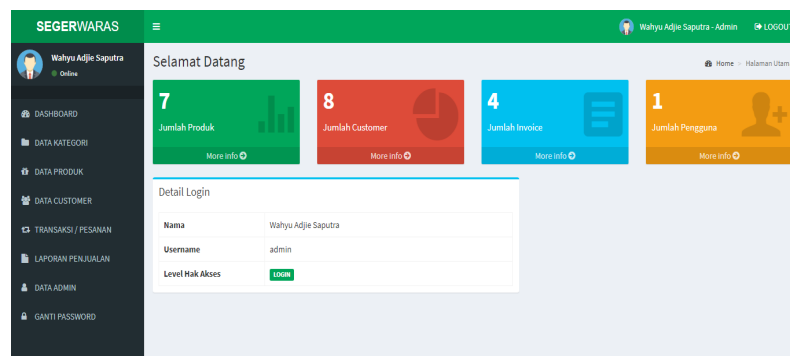 SEGERWARAS
Wahyu Adjie Saputra - Admin LOGOUT
Wahyu Adjie Saputra
Online
DASHBOARD
DATA KATEGORI
DATA PRODUK
DATA CUSTOMER
TRANSAKSI / PESANAN
LAPORAN PENJUALAN
DATA ADMIN
GANTI PASSWORD
Selamat Datang
Home > Halaman Utam
7
Jumlah Produk
More info
8
Jumlah Customer
More info
4
Jumlah Invoice
More info
1
Jumlah Pengguna
More info
Detail Login
Nama Wahyu Adjie Saputra
Username admin
Level Hak Akses LOGIN